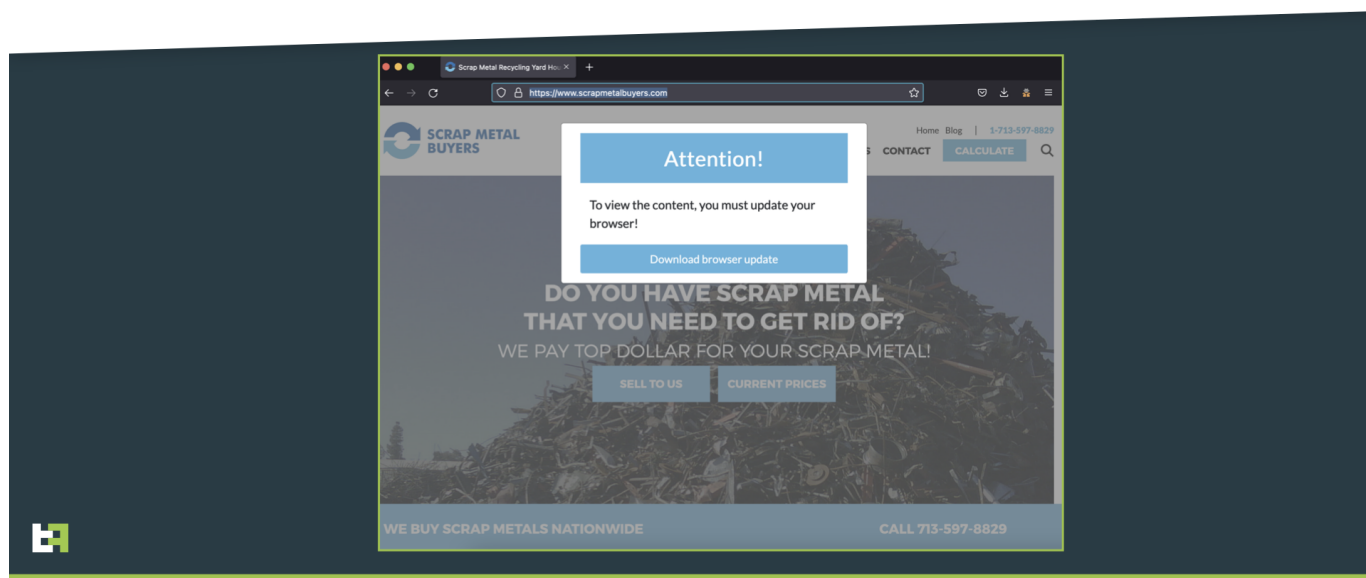 Scrap Metal Recycling Yard Hou
https://www.scrapmetalbuyers.com
SCRAP METAL
BUYERS
Home Blog | 1-713-597-8829
S CONTACT CALCULATE
Attention!
To view the content, you must update your
browser!
Download browser update
DO YOU HAVE SCRAP METAL
THAT YOU NEED TO GET RID OF?
WE PAY TOP DOLLAR FOR YOUR SCRAP METAL!
SELL TO US CURRENT PRICES
WE BUY SCRAP METALS NATIONWIDE CALL 713-597-8829